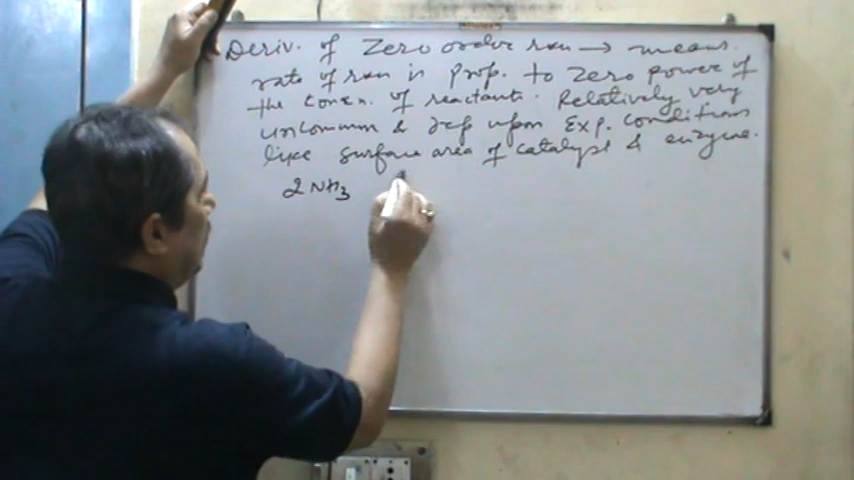 Deriv. of Zero order rxn → means.
rate of rxn is prop. to zero power of
the concn. of reactants. Relatively very
uncommon & dep upon Exp. conditions
like surface area of catalyst & enzyme.
2NH3